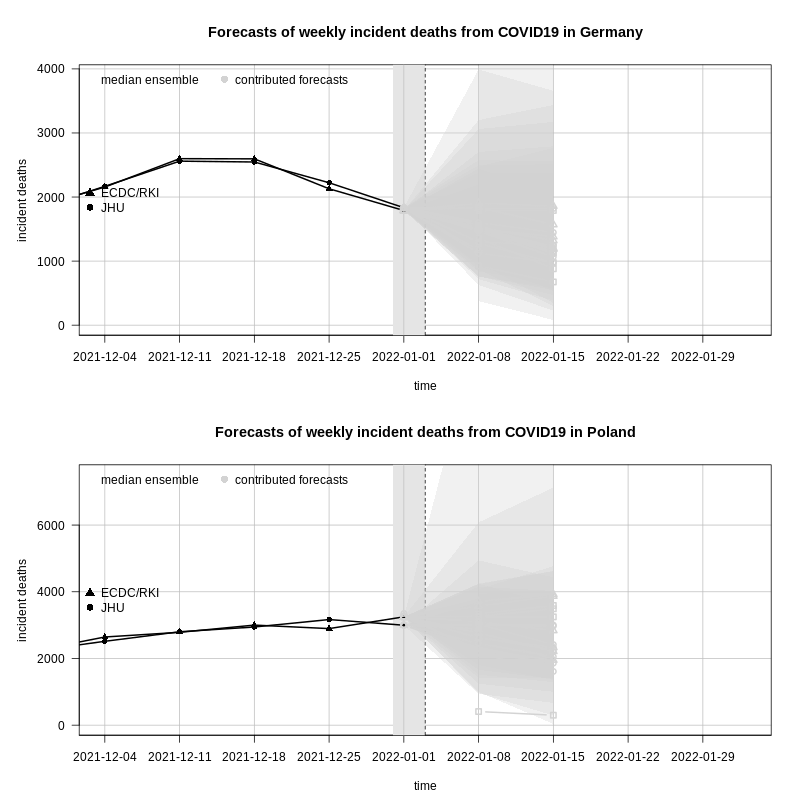 Forecasts of weekly incident deaths from COVID19 in Germany
median ensemble contributed forecasts
ECDC/RKI
JHU
incident deaths
4000
3000
2000
1000
0
2021-12-04 2021-12-11 2021-12-18 2021-12-25 2022-01-01 2022-01-08 2022-01-15 2022-01-22 2022-01-29
time
Forecasts of weekly incident deaths from COVID19 in Poland
median ensemble contributed forecasts
ECDC/RKI
JHU
incident deaths
6000
4000
2000
0
2021-12-04 2021-12-11 2021-12-18 2021-12-25 2022-01-01 2022-01-08 2022-01-15 2022-01-22 2022-01-29
time